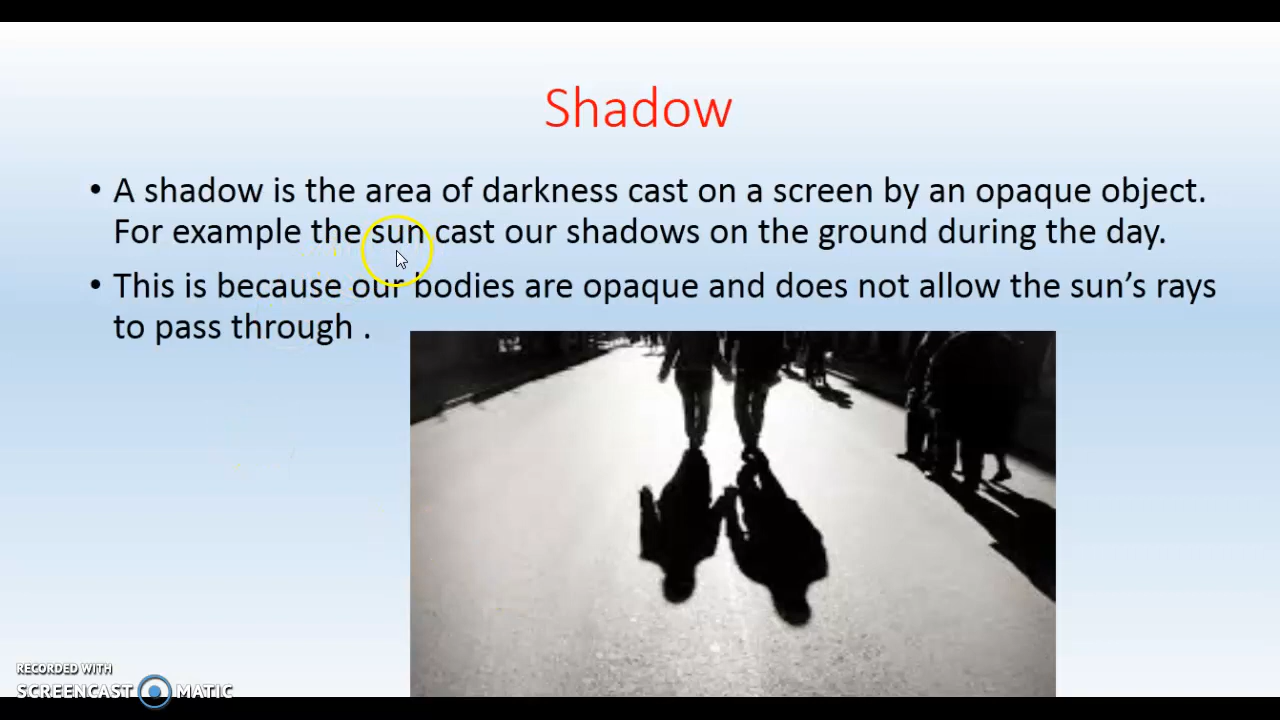 Shadow
• A shadow is the area of darkness cast on a screen by an opaque object.
For example the sun cast our shadows on the ground during the day.
• This is because our bodies are opaque and does not allow the sun’s rays
to pass through .
RECORDED WITH
SCREENCAST MATIC